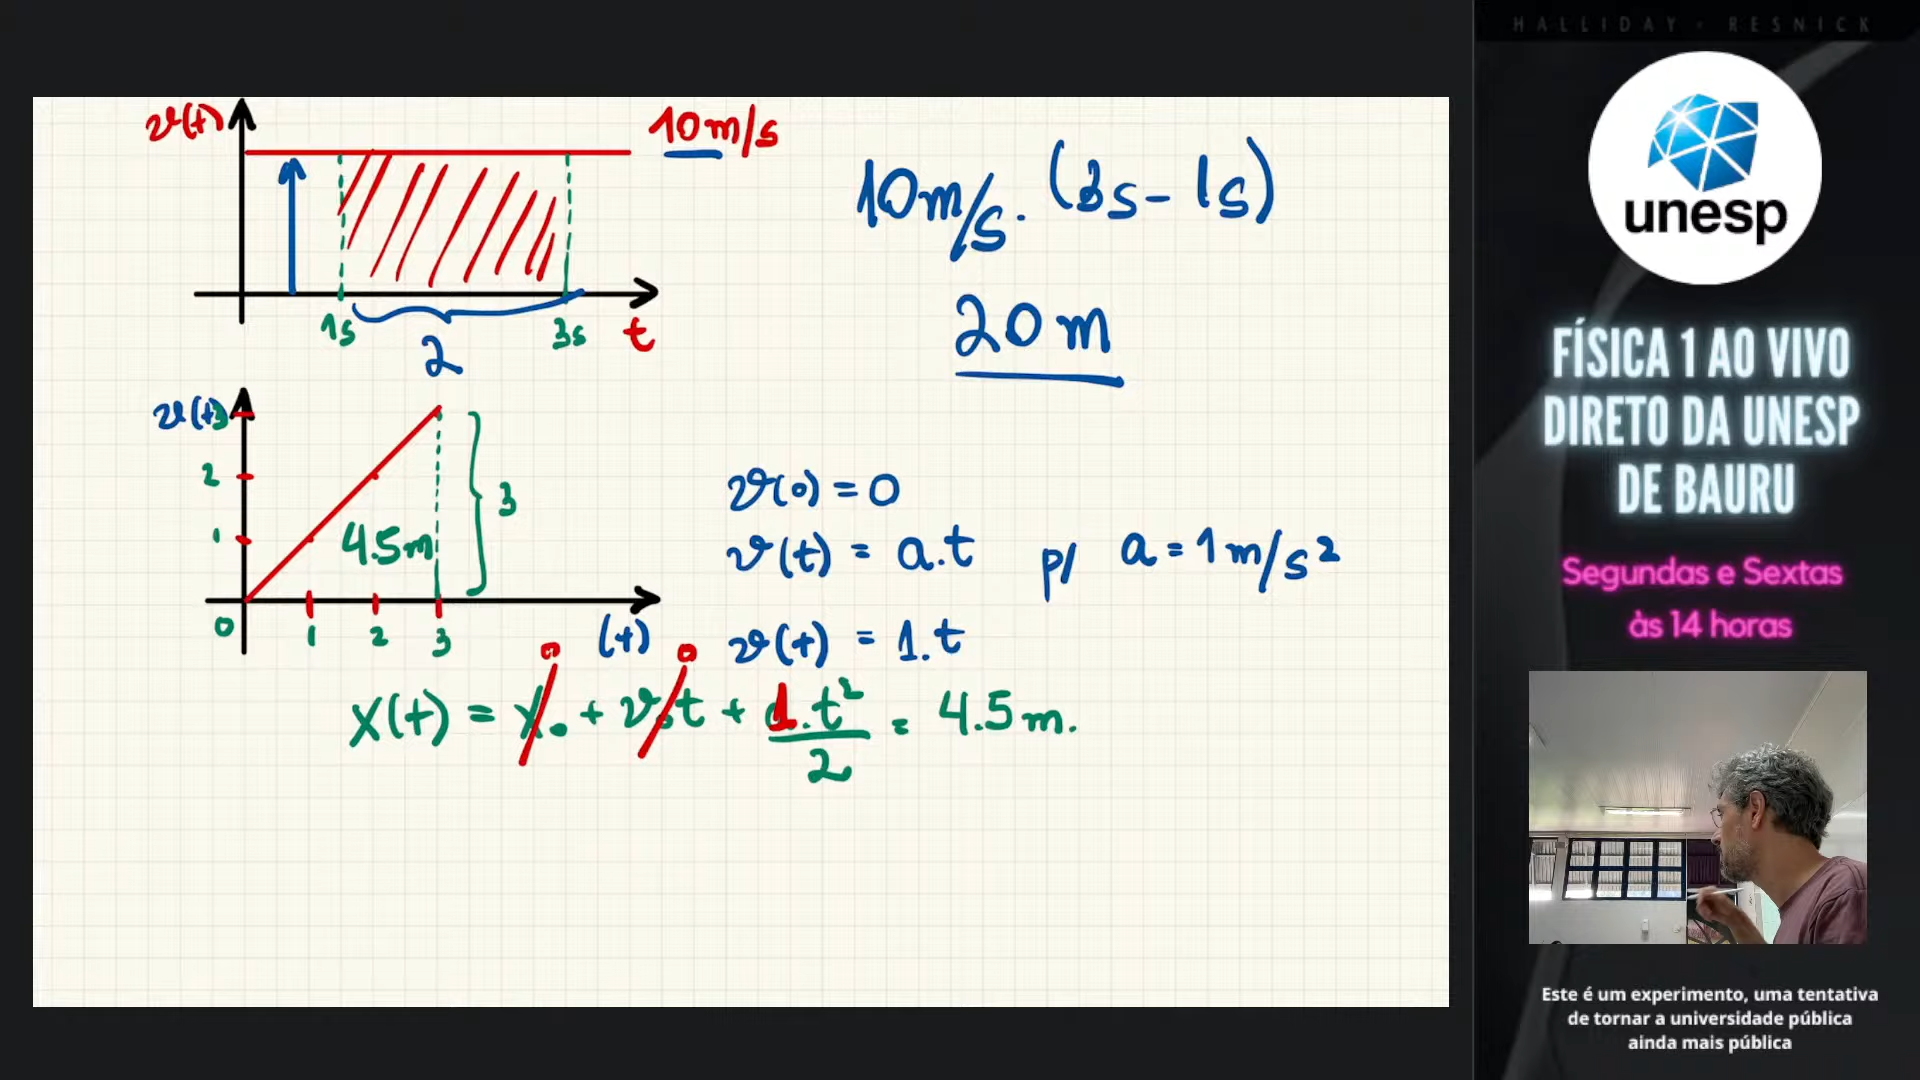 HALLIDAY · RESNICK
v(t)
10m/s
10m/s. (3s - 1s)
20m
1s
3s
t
2
v(t)
3
2
1
0
4.5m
3
1
2
3
(t)
v(0) = 0
v(t) = a.t p/ a = 1m/s²
v(t) = 1.t
0 0
x(t) = x₀ + v₀t + 1.t²/2 = 4.5m.
unesp
FÍSICA 1 AO VIVO
DIRETO DA UNESP
DE BAURU
Segundas e Sextas
às 14 horas
Este é um experimento, uma tentativa
de tornar a universidade pública
ainda mais pública